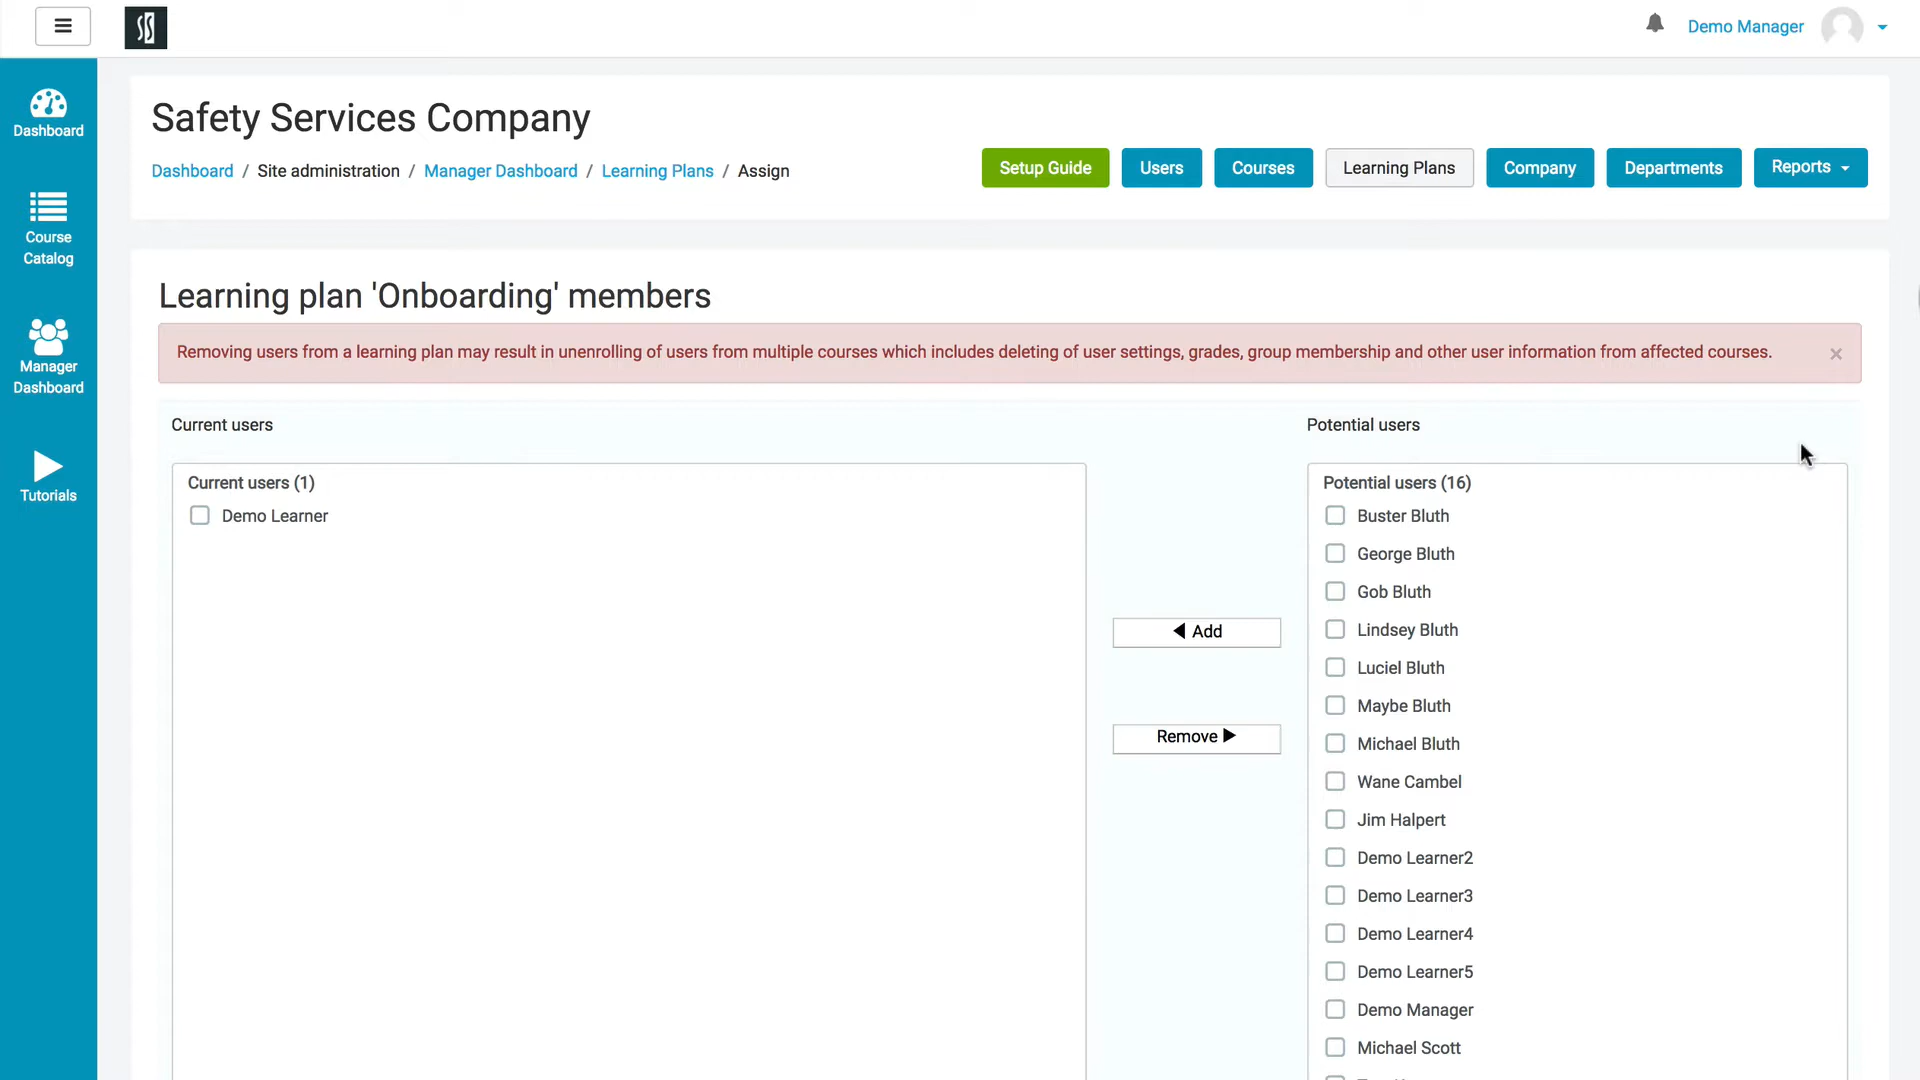 Demo Manager
Dashboard
Course
Catalog
Manager
Dashboard
Tutorials
Safety Services Company
Dashboard / Site administration / Manager Dashboard / Learning Plans / Assign
Setup Guide
Users
Courses
Learning Plans
Company
Departments
Reports
Learning plan 'Onboarding' members
Removing users from a learning plan may result in unenrolling of users from multiple courses which includes deleting of user settings, grades, group membership and other user information from affected courses.
×
Current users
Current users (1)
Demo Learner
◀ Add
Remove ▶
Potential users
Potential users (16)
Buster Bluth
George Bluth
Gob Bluth
Lindsey Bluth
Luciel Bluth
Maybe Bluth
Michael Bluth
Wane Cambel
Jim Halpert
Demo Learner2
Demo Learner3
Demo Learner4
Demo Learner5
Demo Manager
Michael Scott